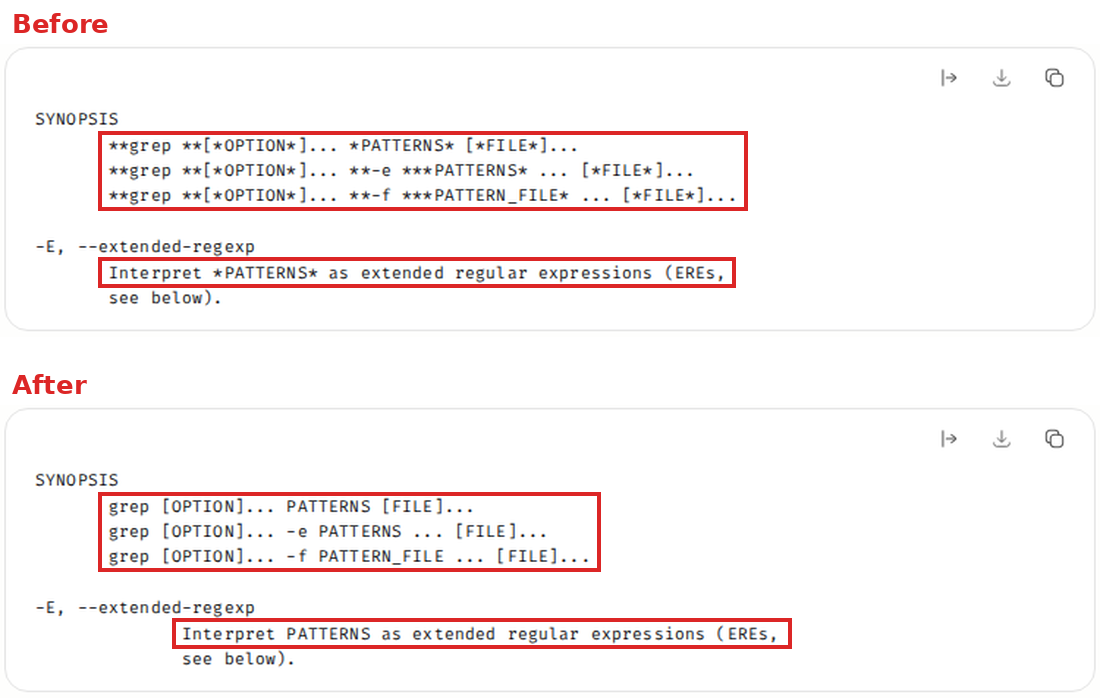 Before
SYNOPSIS
**grep **[*OPTION*]... *PATTERNS* [*FILE*]...
**grep **[*OPTION*]... **-e ***PATTERNS* ... [*FILE*]...
**grep **[*OPTION*]... **-f ***PATTERN_FILE* ... [*FILE*]...
-E, --extended-regexp
Interpret *PATTERNS* as extended regular expressions (EREs,
see below).
After
SYNOPSIS
grep [OPTION]... PATTERNS [FILE]...
grep [OPTION]... -e PATTERNS ... [FILE]...
grep [OPTION]... -f PATTERN_FILE ... [FILE]...
-E, --extended-regexp
Interpret PATTERNS as extended regular expressions (EREs,
see below).